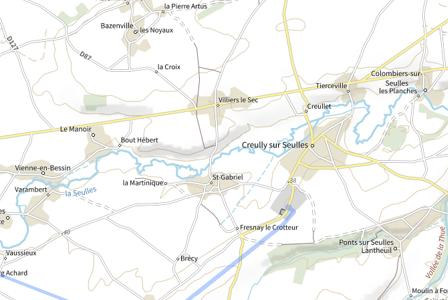 la Pierre Artus
Bazenville
les Noyaux
D127
D87
la Croix
Colombiers-sur-
Seulles
Tierceville
les Planches
Villiers le Sec
Creullet
Le Manoir
Bout Hébert
Creully sur Seulles
Vienne-en-Bessin
la Seulles
Varambert
la Martinique
St-Gabriel
Fresnay le Crotteur
Vaussieux
Ponts sur Seulles
Lantheuil
Vallée de la Thue
Brécy
rg Achard
Moulin à Fo